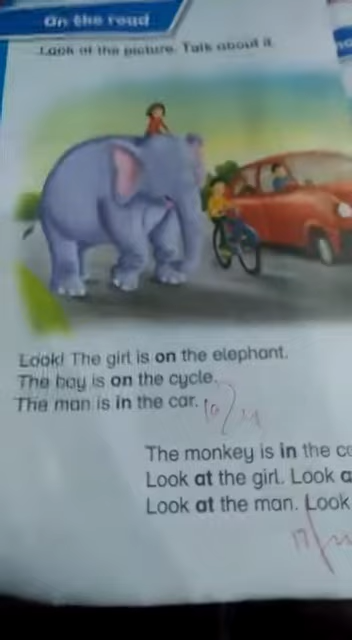 On the road
Look at the picture. Talk about it.
Look! The girl is on the elephant.
The boy is on the cycle.
The man is in the car.
The monkey is in the
Look at the girl. Look
Look at the man. Look